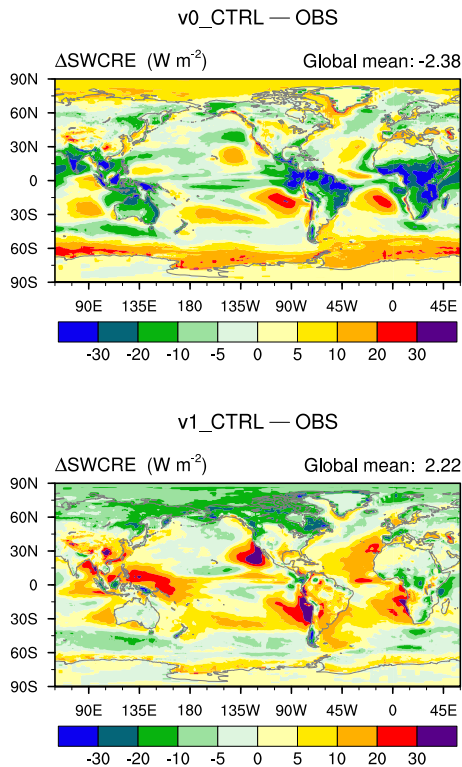 v0_CTRL — OBS
ΔSWCRE (W m-2) Global mean: -2.38
90N
60N
30N
0
30S
60S
90S
90E 135E 180 135W 90W 45W 0 45E
-30 -20 -10 -5 0 5 10 20 30
v1_CTRL — OBS
ΔSWCRE (W m-2) Global mean: 2.22
90N
60N
30N
0
30S
60S
90S
90E 135E 180 135W 90W 45W 0 45E
-30 -20 -10 -5 0 5 10 20 30